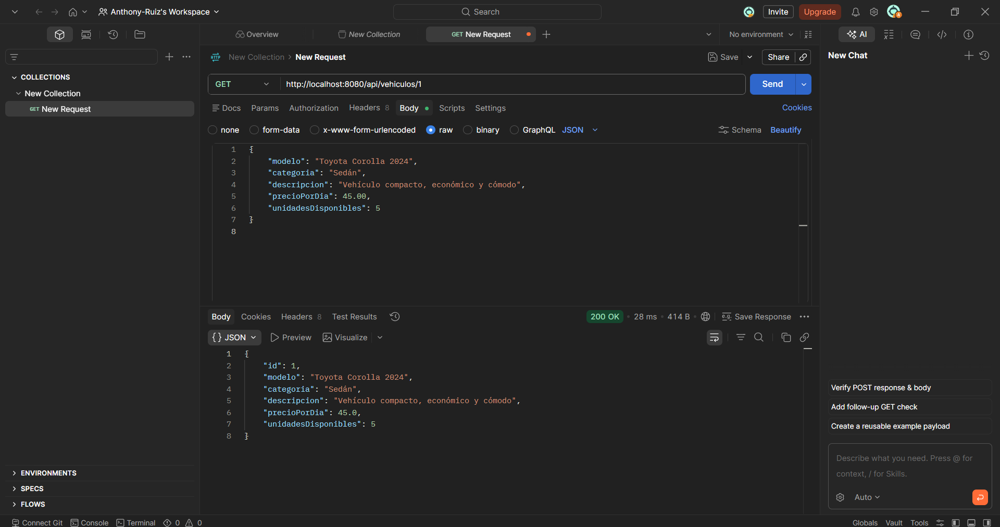 Anthony-Ruiz's Workspace
Search
Invite
Upgrade
Overview
New Collection
GET New Request
No environment
AI
New Collection > New Request
Save
Share
New Chat
COLLECTIONS
New Collection
GET New Request
GET
http://localhost:8080/api/vehiculos/1
Send
Docs
Params
Authorization
Headers 8
Body
Scripts
Settings
Cookies
none
form-data
x-www-form-urlencoded
raw
binary
GraphQL
JSON
Schema
Beautify
1 {
2 "modelo": "Toyota Corolla 2024",
3 "categoria": "Sedán",
4 "descripcion": "Vehículo compacto, económico y cómodo",
5 "precioPorDia": 45.00,
6 "unidadesDisponibles": 5
7 }
8
Body
Cookies
Headers 8
Test Results
200 OK
28 ms
414 B
e.g. Save Response
{} JSON
Preview
Visualize
1 {
2 "id": 1,
3 "modelo": "Toyota Corolla 2024",
4 "categoria": "Sedán",
5 "descripcion": "Vehículo compacto, económico y cómodo",
6 "precioPorDia": 45.0,
7 "unidadesDisponibles": 5
8 }
Verify POST response & body
Add follow-up GET check
Create a reusable example payload
Describe what you need. Press @ for
context, / for Skills.
Auto
ENVIRONMENTS
SPECS
FLOWS
Connect Git
Console
Terminal
0
0
Globals
Vault
Tools